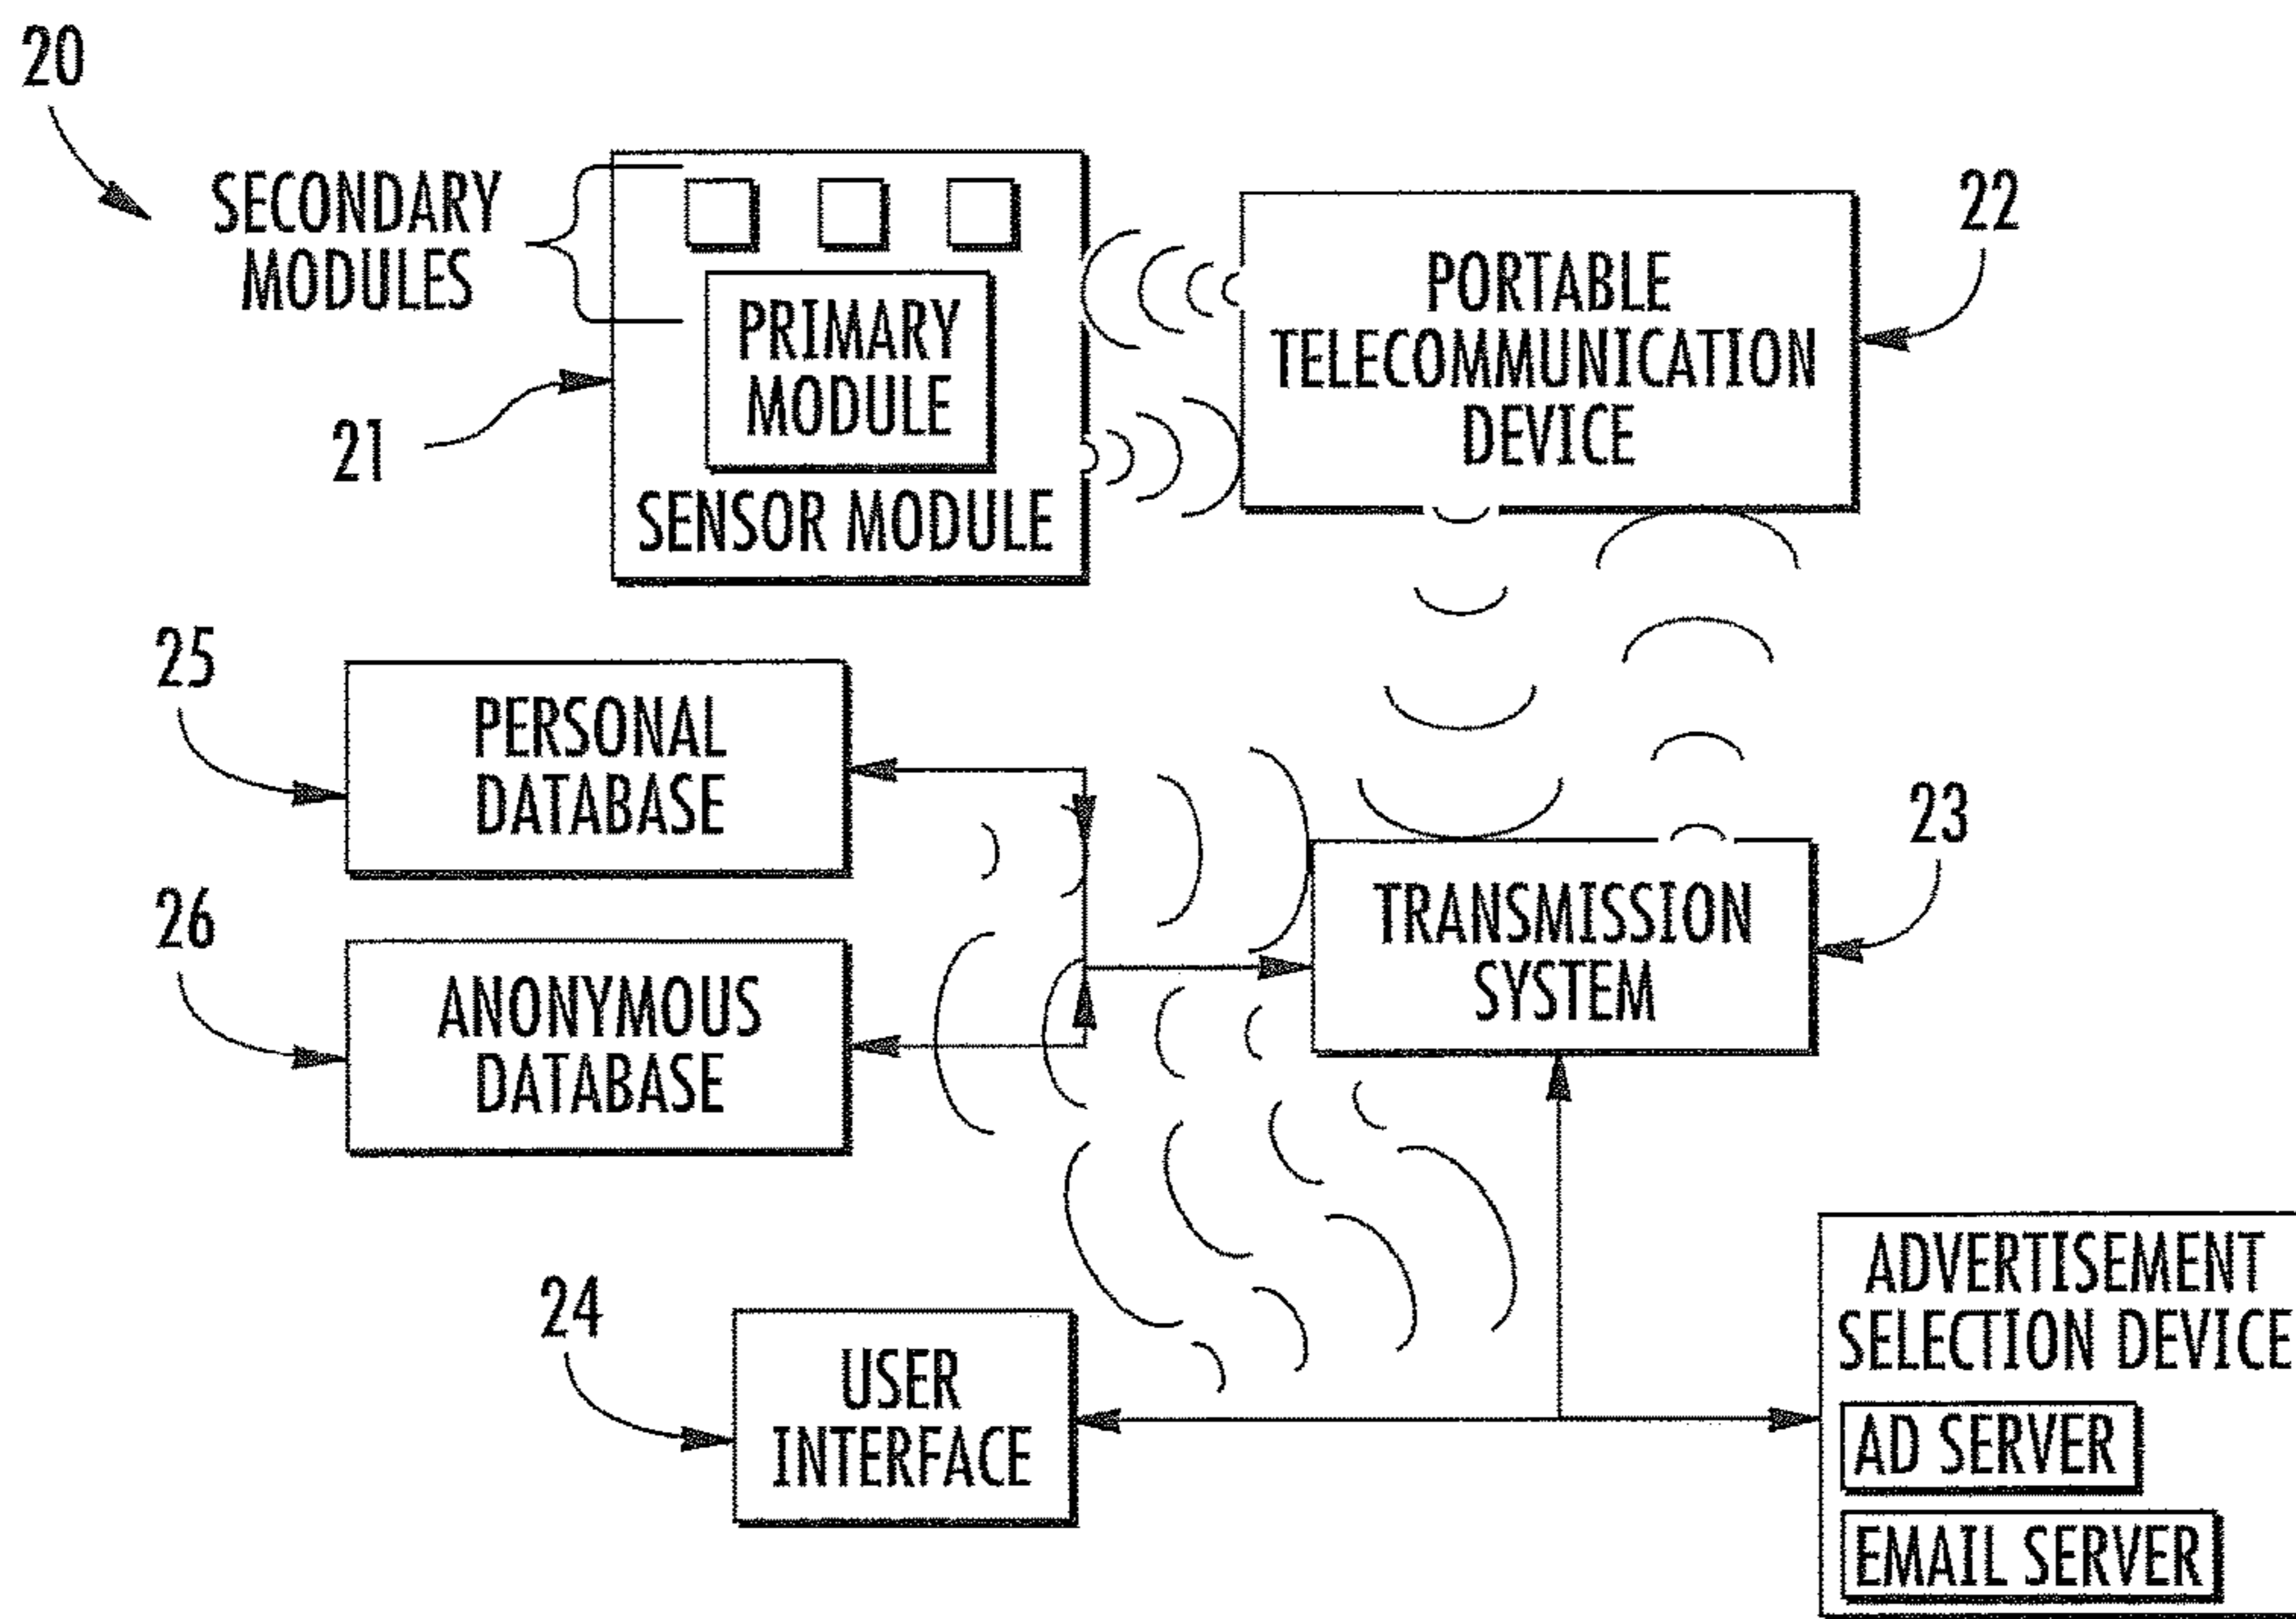 20
SECONDARY
MODULES
PRIMARY
MODULE
SENSOR MODULE
21
PORTABLE
TELECOMMUNICATION
DEVICE
22
25
PERSONAL
DATABASE
26
ANONYMOUS
DATABASE
TRANSMISSION
SYSTEM
23
24
USER
INTERFACE
ADVERTISEMENT
SELECTION DEVICE
AD SERVER
EMAIL SERVER